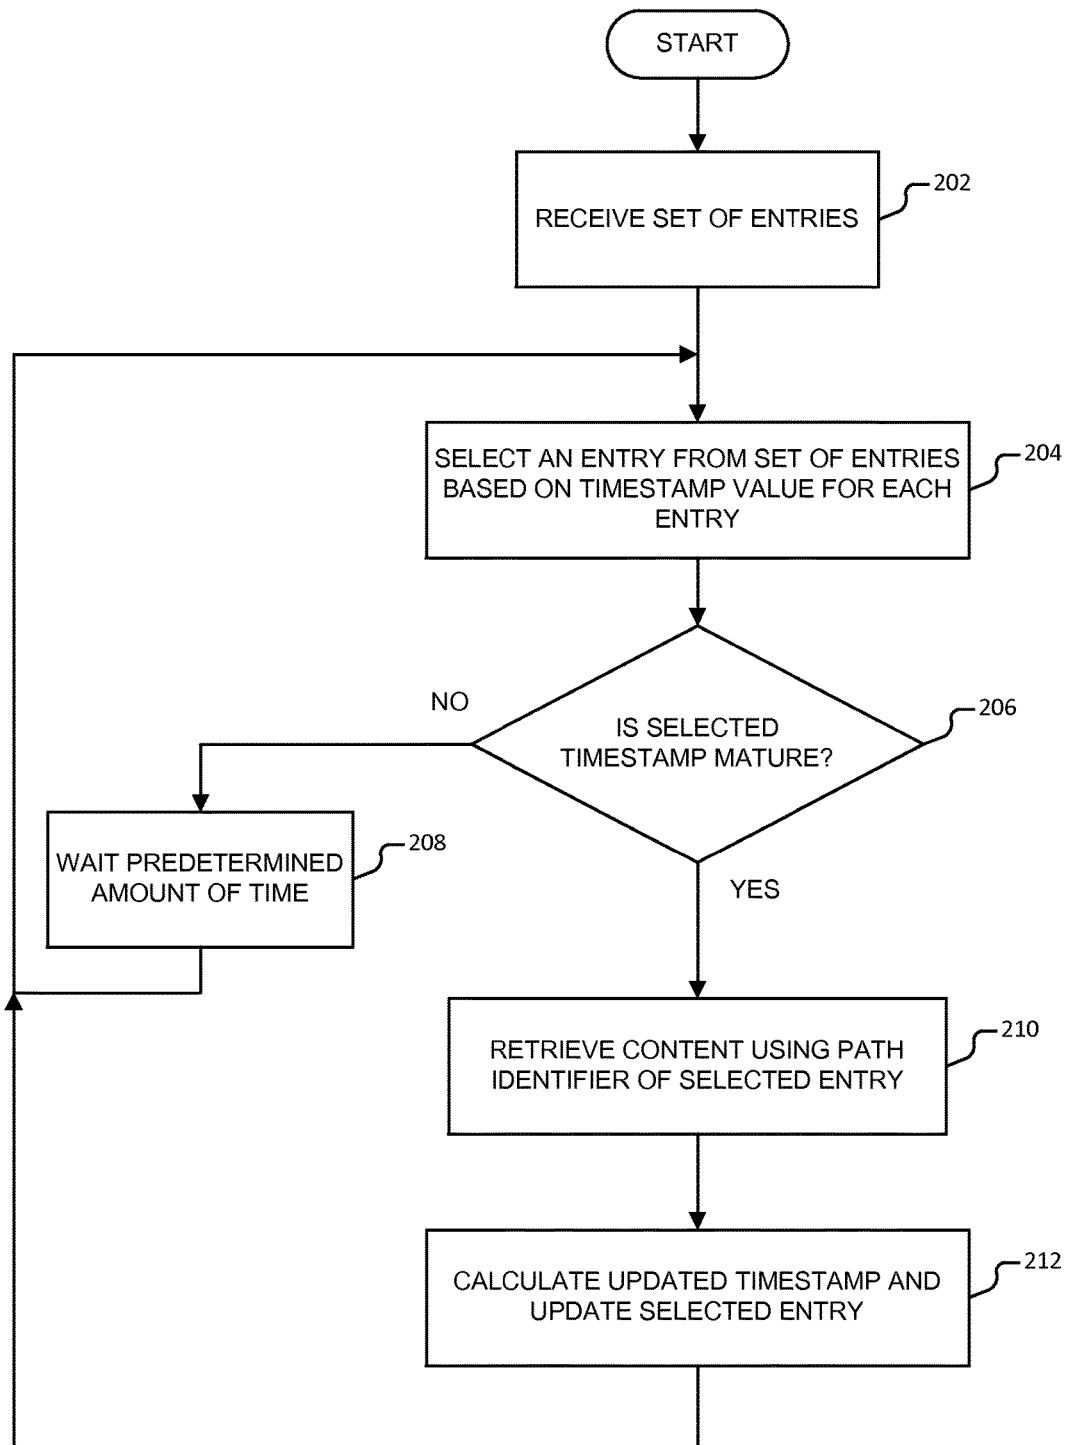 START
RECEIVE SET OF ENTRIES
202
SELECT AN ENTRY FROM SET OF ENTRIES
BASED ON TIMESTAMP VALUE FOR EACH
ENTRY
204
NO
IS SELECTED
TIMESTAMP MATURE?
206
WAIT PREDETERMINED
AMOUNT OF TIME
208
YES
RETRIEVE CONTENT USING PATH
IDENTIFIER OF SELECTED ENTRY
210
CALCULATE UPDATED TIMESTAMP AND
UPDATE SELECTED ENTRY
212